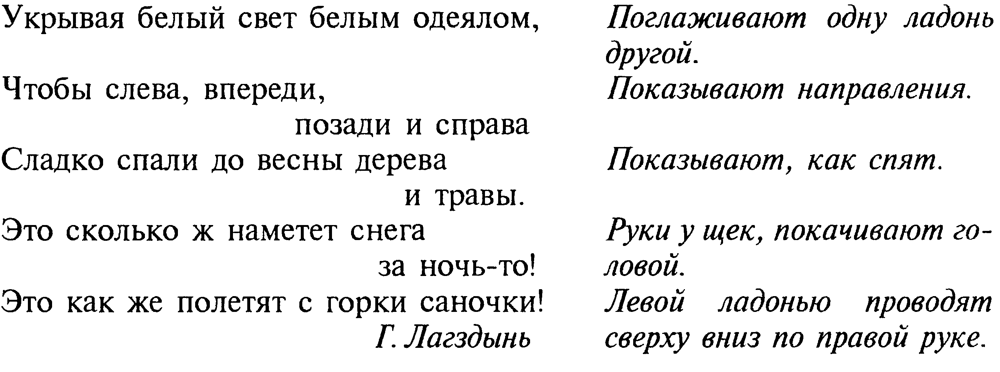 Укрывая белый свет белым одеялом,
Поглаживают одну ладонь
другой.
Чтобы слева, впереди,
Показывают направления.
позади и справа
Сладко спали до весны дерева
Показывают, как спят.
и травы.
Это сколько ж наметет снега
Руки у щек, покачивают го-
за ночь-то!
ловой.
Это как же полетят с горки саночки!
Левой ладонью проводят
Г. Лагздынь
сверху вниз по правой руке.